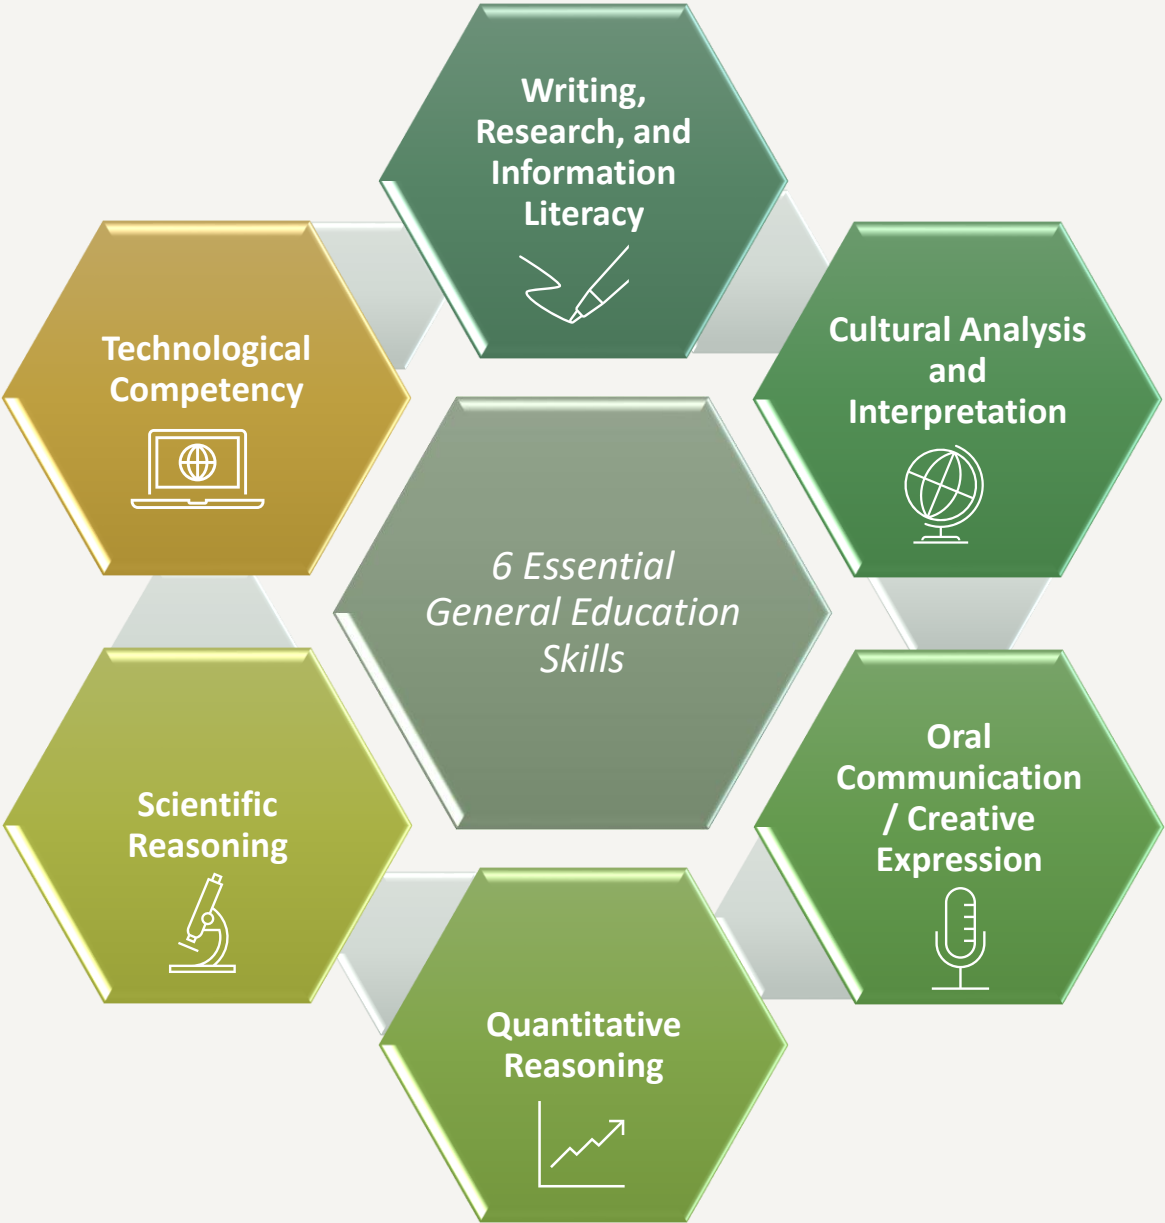 Writing,
Research, and
Information
Literacy
Cultural Analysis
and
Interpretation
Oral
Communication
/ Creative
Expression
Quantitative
Reasoning
Scientific
Reasoning
Technological
Competency
6 Essential
General Education
Skills